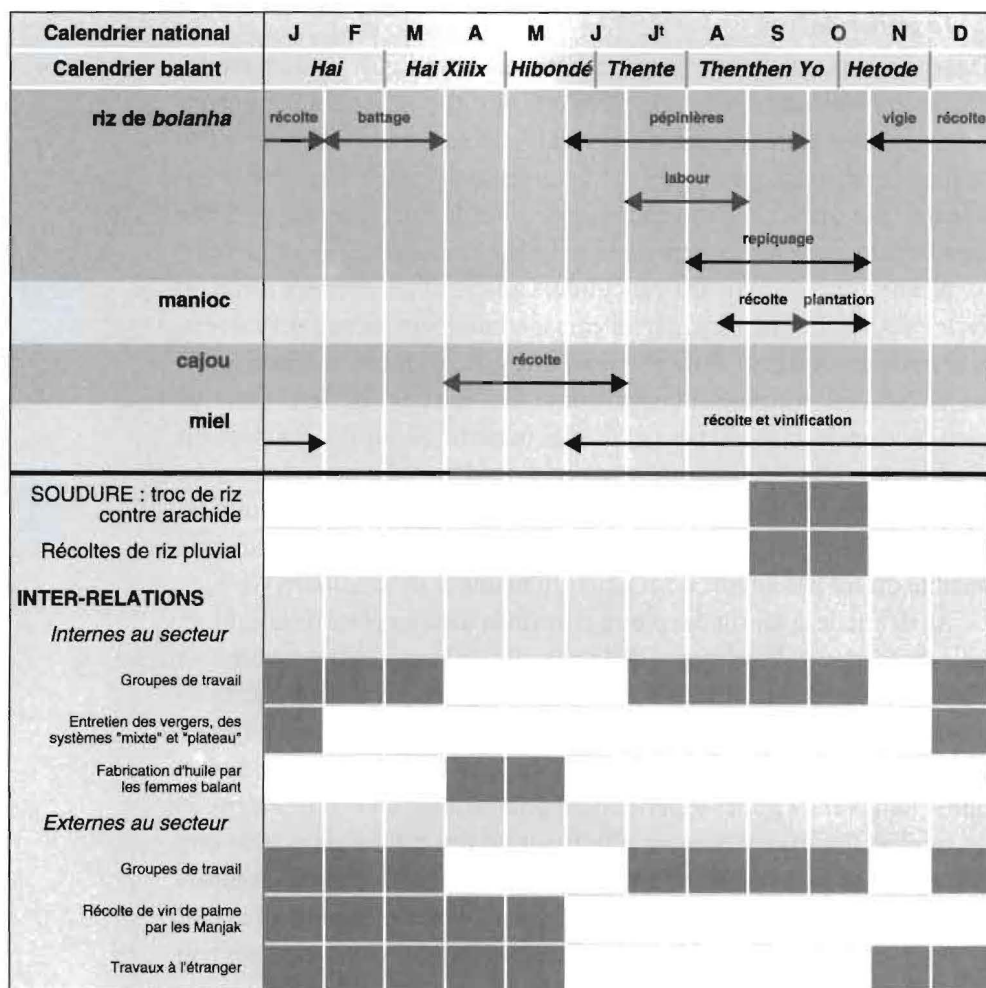 Calendrier national J F M A M J Jt A S O N D
Calendrier balant Hai Hai Xiiix Hibondé Thente Thenthen Yo Hetode
riz de bolanha récolte battage pépinières vigie récolte
labour
repiquage
manioc récolte plantation
cajou récolte
miel récolte et vinification
SOUDURE : troc de riz
contre arachide
Récoltes de riz pluvial
INTER-RELATIONS
Internes au secteur
Groupes de travail
Entretien des vergers, des
systèmes "mixte" et "plateau"
Fabrication d'huile par
les femmes balant
Externes au secteur
Groupes de travail
Récolte de vin de palme
par les Manjak
Travaux à l'étranger